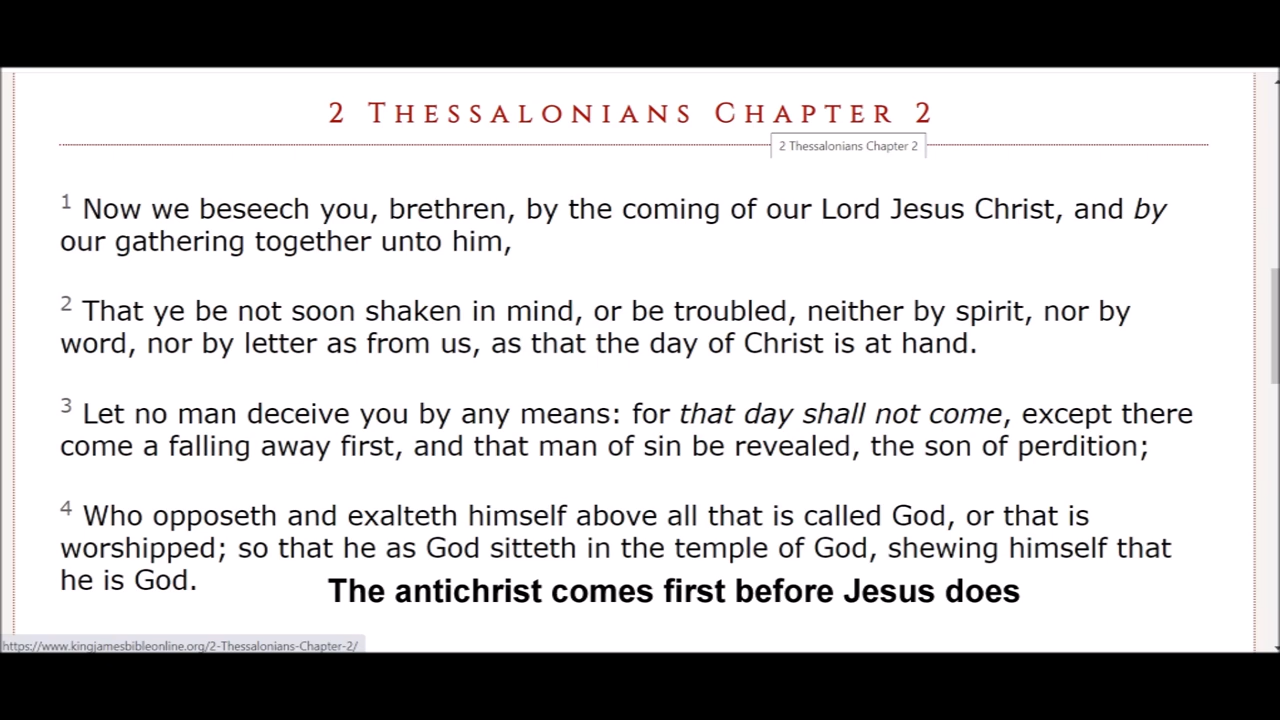 2 Thessalonians Chapter 2
2 Thessalonians Chapter 2
1 Now we beseech you, brethren, by the coming of our Lord Jesus Christ, and by
our gathering together unto him,
2 That ye be not soon shaken in mind, or be troubled, neither by spirit, nor by
word, nor by letter as from us, as that the day of Christ is at hand.
3 Let no man deceive you by any means: for that day shall not come, except there
come a falling away first, and that man of sin be revealed, the son of perdition;
4 Who opposeth and exalteth himself above all that is called God, or that is
worshipped; so that he as God sitteth in the temple of God, shewing himself that
he is God.
The antichrist comes first before Jesus does
https://www.kingjamesbibleonline.org/2-Thessalonians-Chapter-2/